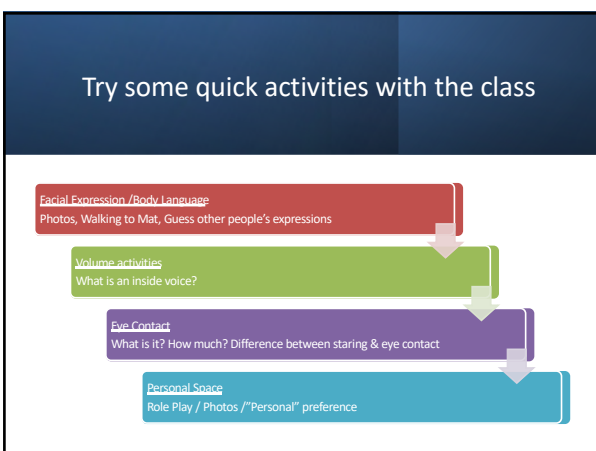 Try some quick activities with the class
Facial Expression /Body Language
Photos, Walking to Mat, Guess other people’s expressions
Volume activities
What is an inside voice?
Eye Contact
What is it? How much? Difference between staring & eye contact
Personal Space
Role Play / Photos /”Personal” preference